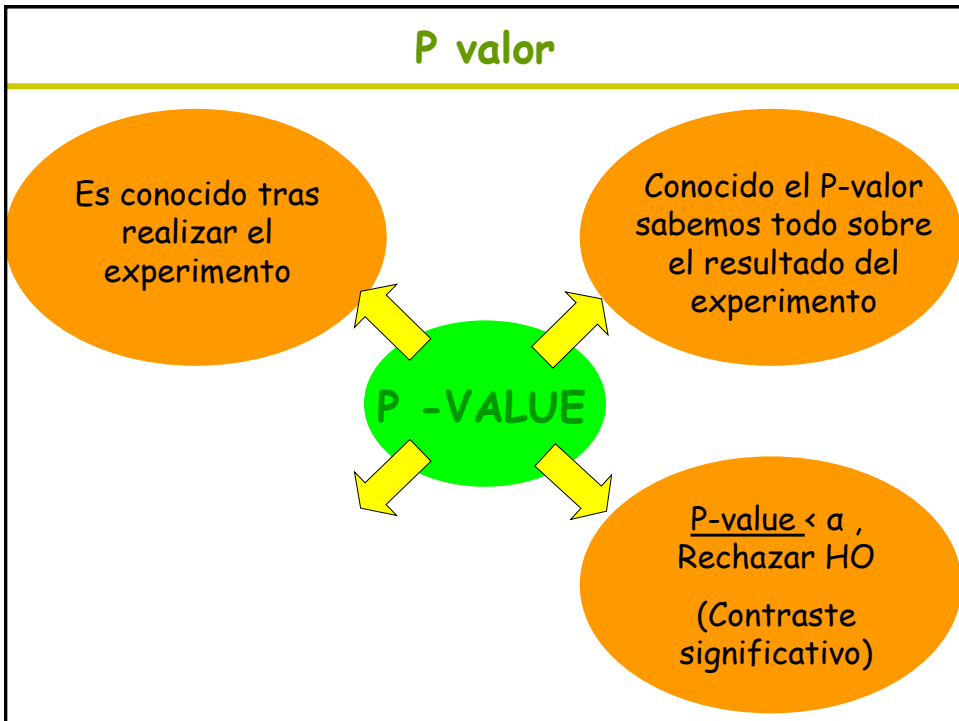 P valor
Es conocido tras
realizar el
experimento
Conocido el P-valor
sabemos todo sobre
el resultado del
experimento
P -VALUE
P-value < α ,
Rechazar HO
(Contraste
significativo)